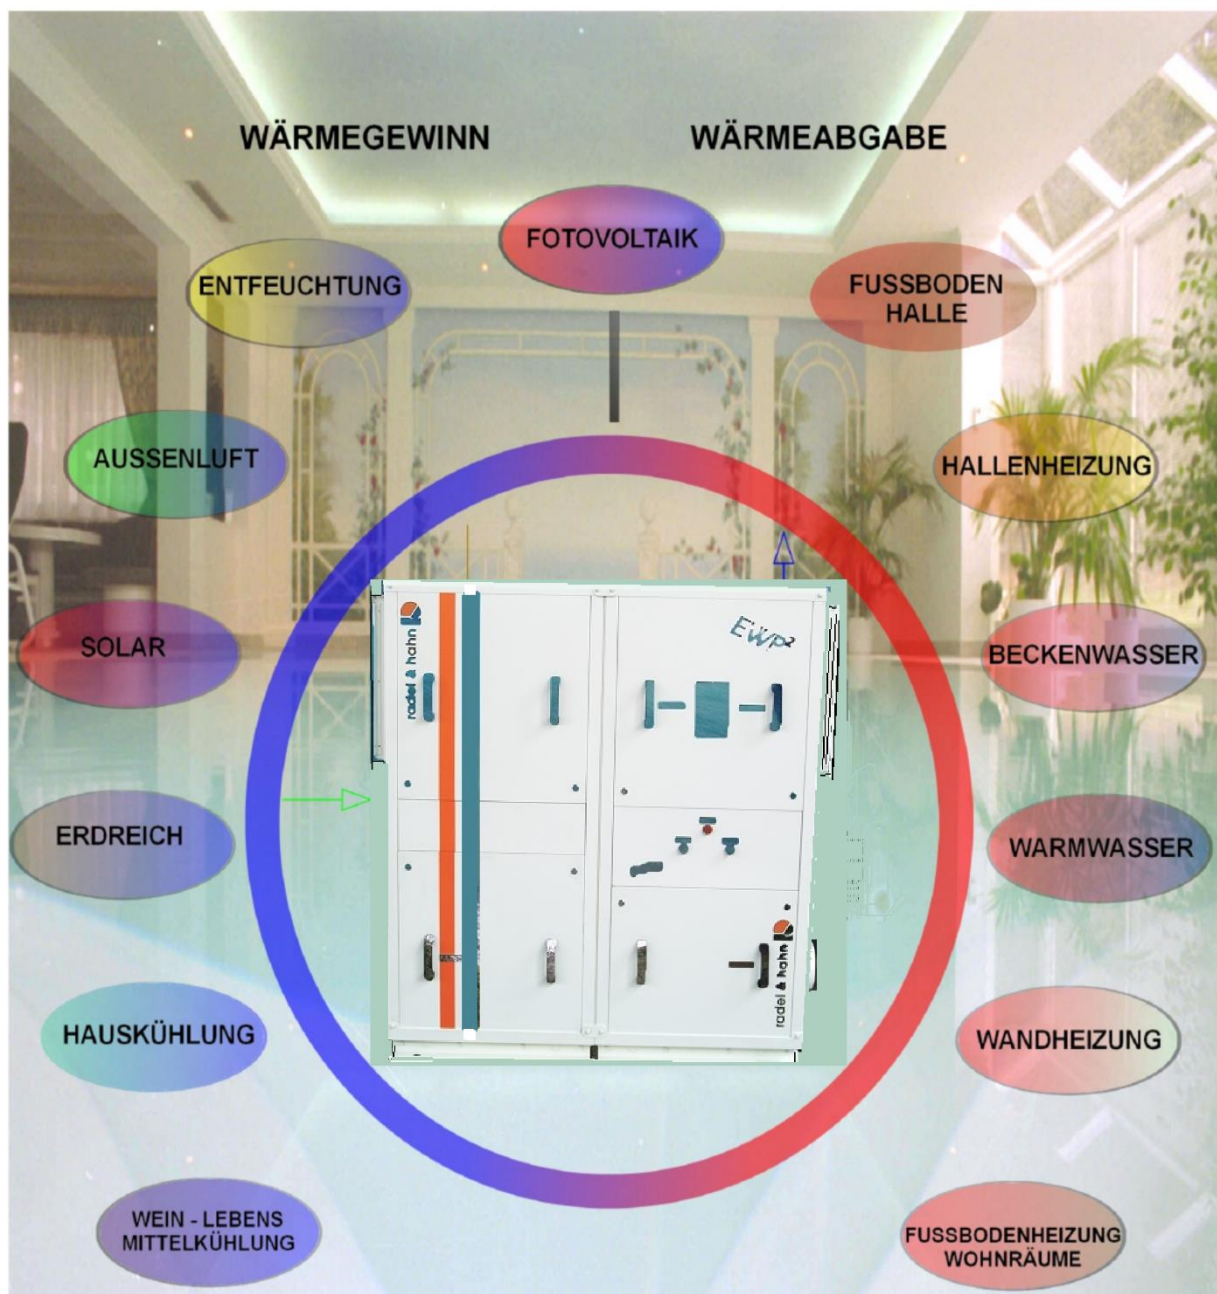 WÄRMEGEWINN
WÄRMEABGABE
FOTOVOLTAIK
ENTFEUCHTUNG
FUSSBODEN
HALLE
AUSSENLUFT
HALLENHEIZUNG
SOLAR
BECKENWASSER
ERDREICH
WARMWASSER
HAUSKÜHLUNG
WANDHEIZUNG
WEIN - LEBENS
MITTELKÜHLUNG
FUSSBODENHEIZUNG
WOHNRÄUME
radel & hahn
EWP²
radel & hahn